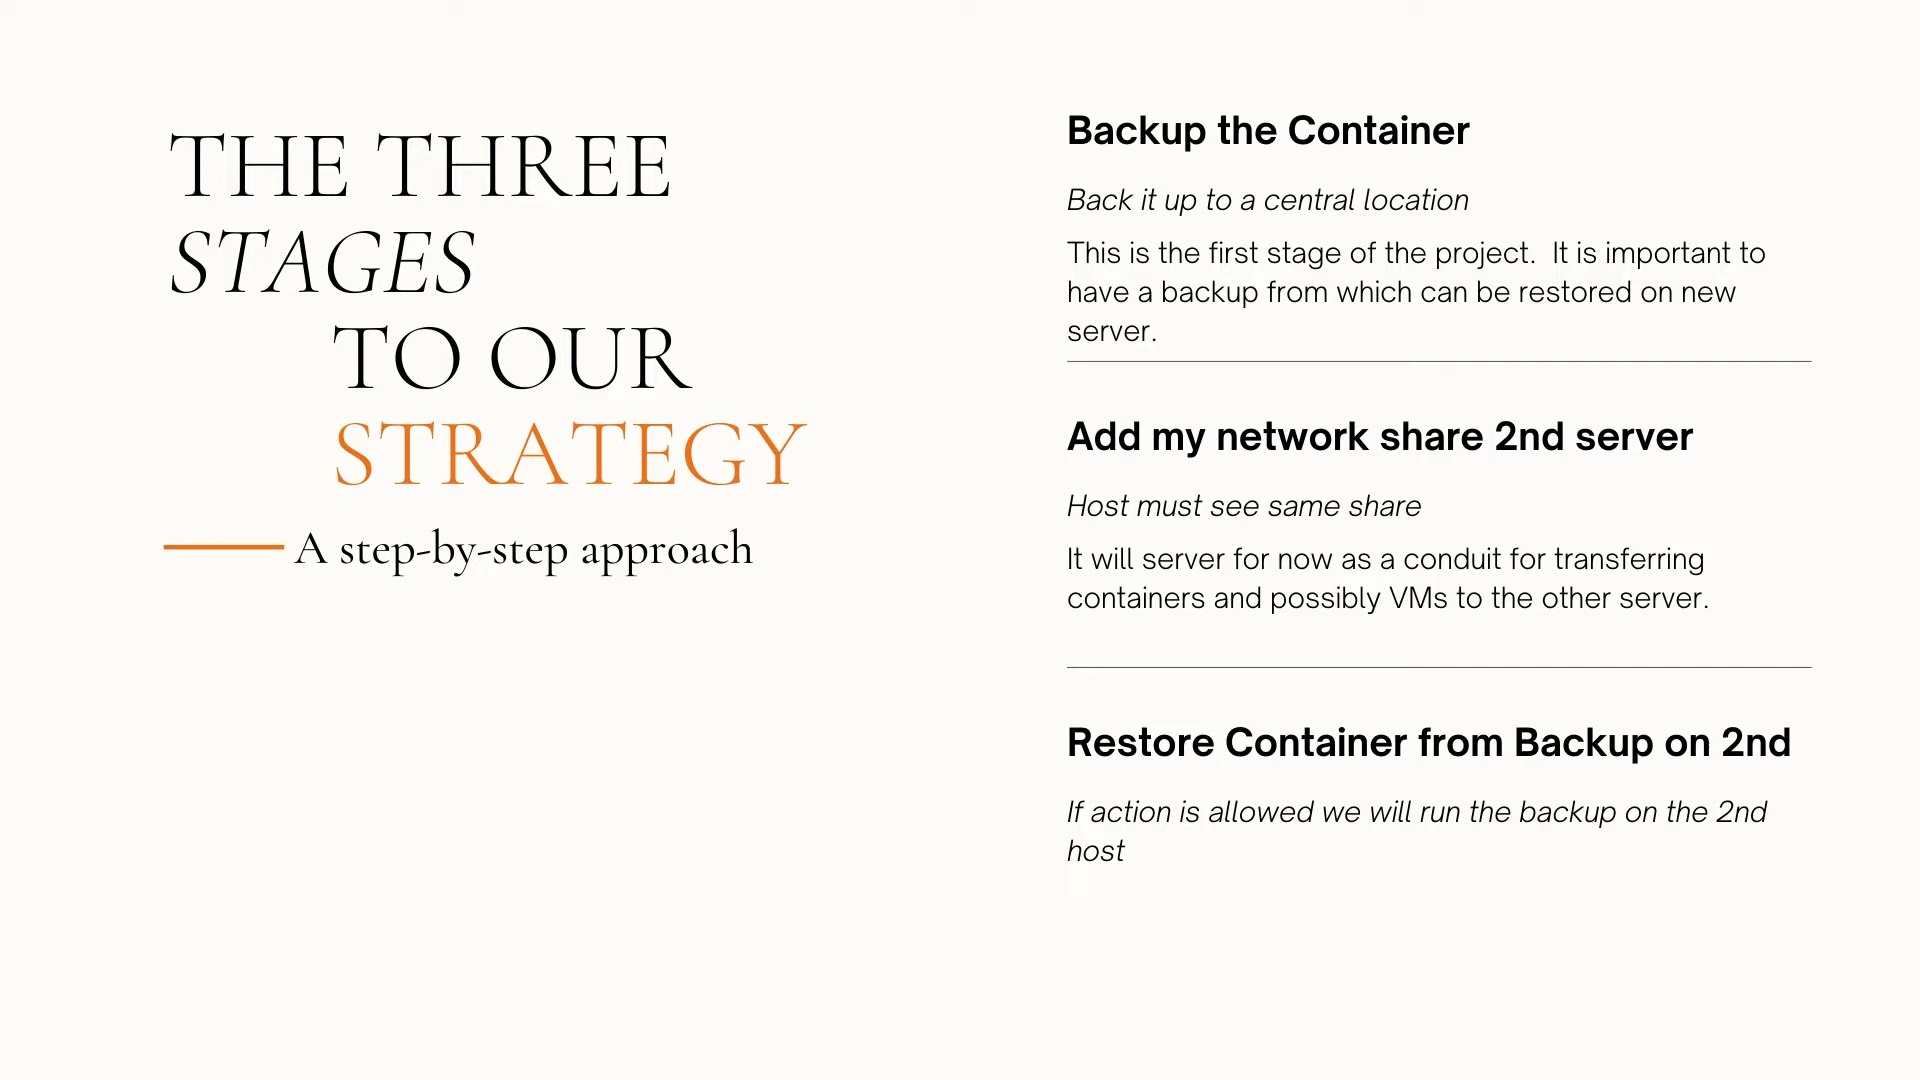 THE THREE
STAGES
TO OUR
STRATEGY
A step-by-step approach
Backup the Container
Back it up to a central location
This is the first stage of the project.  It is important to
have a backup from which can be restored on new
server.
Add my network share 2nd server
Host must see same share
It will server for now as a conduit for transferring
containers and possibly VMs to the other server.
Restore Container from Backup on 2nd
If action is allowed we will run the backup on the 2nd
host